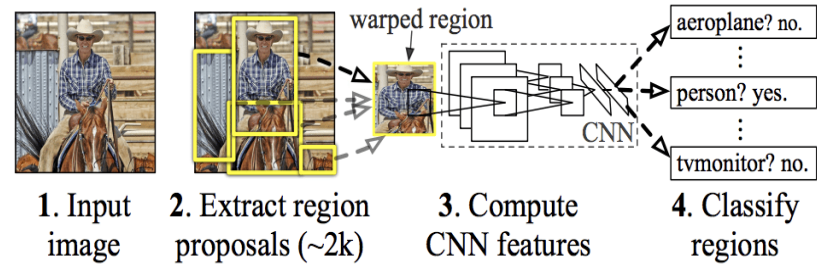 warped region
aeroplane? no.
person? yes.
CNN
tvmonitor? no.
1. Input
image
2. Extract region
proposals (~2k)
3. Compute
CNN features
4. Classify
regions